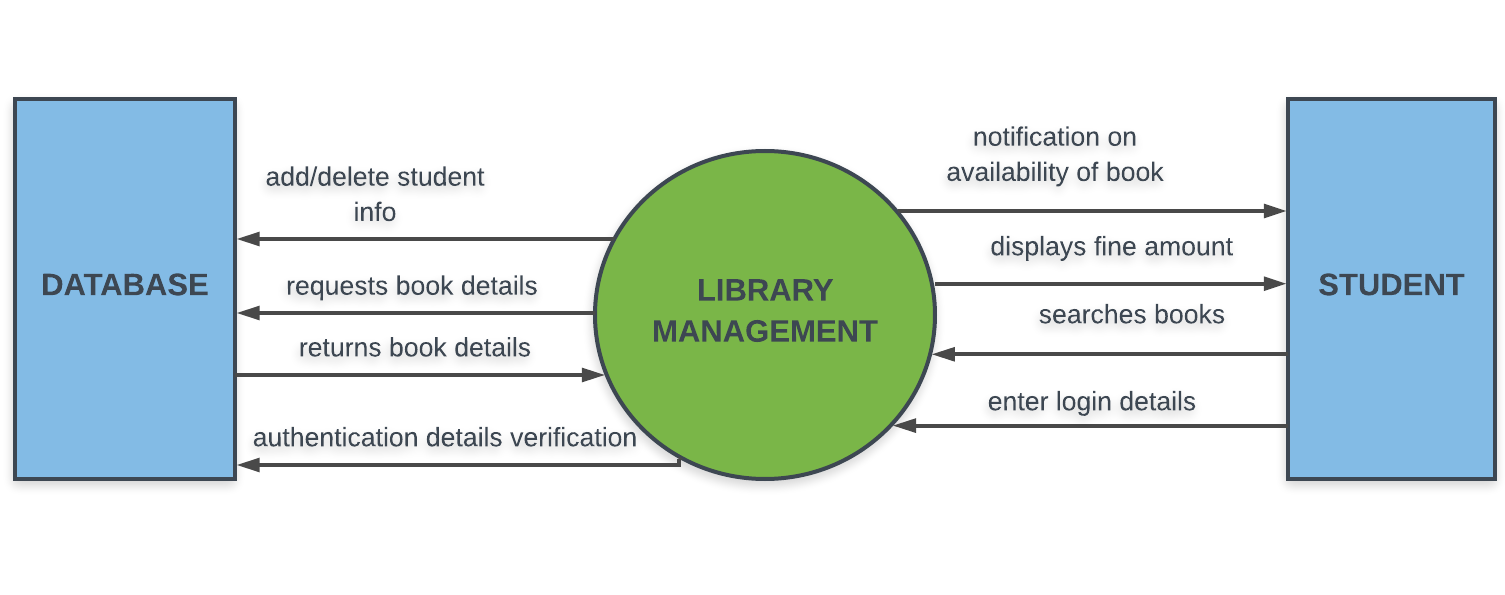 DATABASE
add/delete student
info
requests book details
returns book details
authentication details verification
LIBRARY
MANAGEMENT
notification on
availability of book
displays fine amount
searches books
enter login details
STUDENT